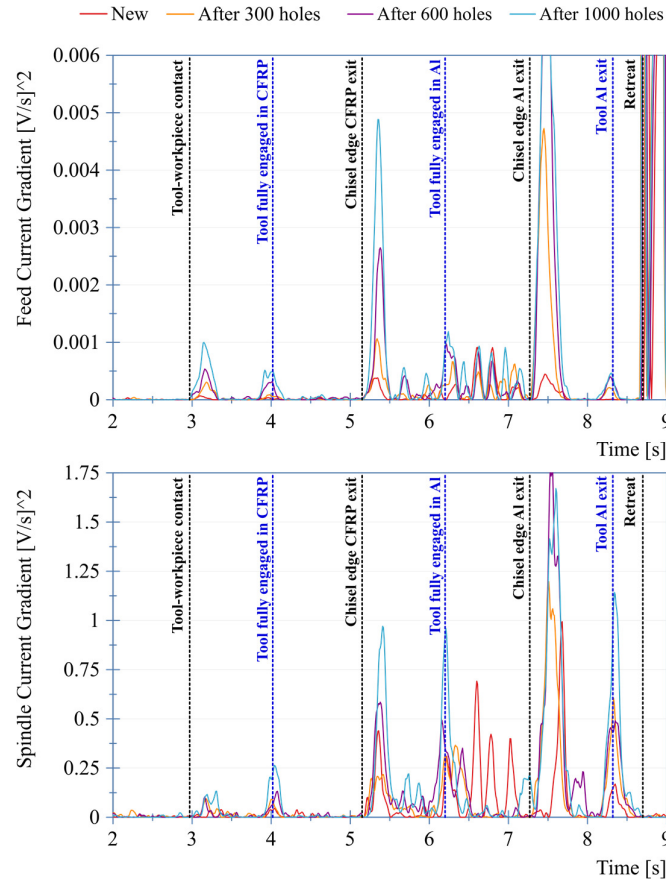 New After 300 holes After 600 holes After 1000 holes
Feed Current Gradient [V/s]^2
0.006
0.005
0.004
0.003
0.002
0.001
0
Tool-workpiece contact
Tool fully engaged in CFRP
Chisel edge CFRP exit
Tool fully engaged in Al
Chisel edge Al exit
Tool Al exit
Retreat
2 3 4 5 6 7 8 9
Time [s]
Spindle Current Gradient [V/s]^2
1.75
1.5
1.25
1
0.75
0.5
0.25
0
Tool-workpiece contact
Tool fully engaged in CFRP
Chisel edge CFRP exit
Tool fully engaged in Al
Chisel edge Al exit
Tool Al exit
Retreat
2 3 4 5 6 7 8 9
Time [s]